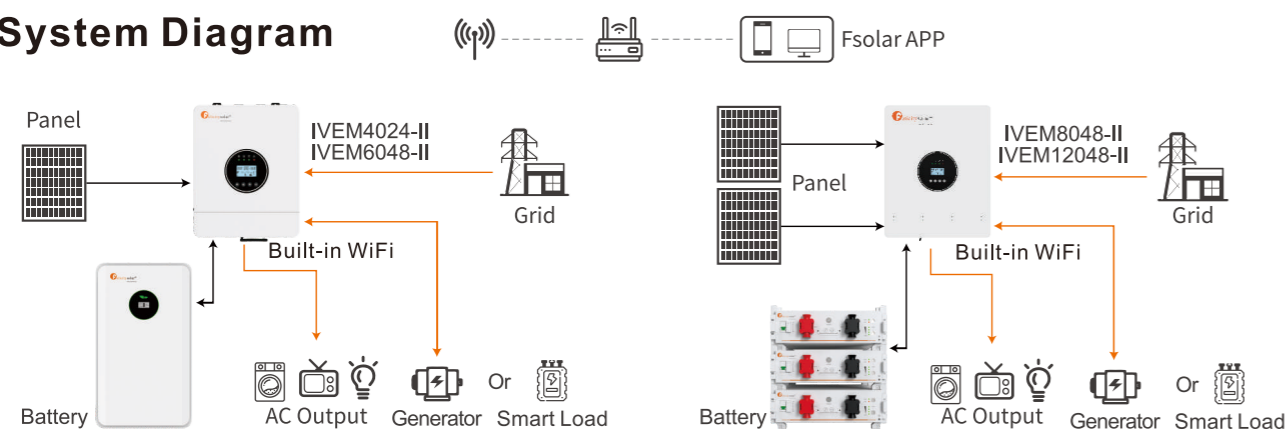 System Diagram
Fsolar APP
Panel
IVEM4024-II
IVEM6048-II
Grid
Built-in WiFi
Battery
AC Output
Generator
Or
Smart Load
IVEM8048-II
IVEM12048-II
Panel
Grid
Built-in WiFi
Battery
AC Output
Generator
Or
Smart Load